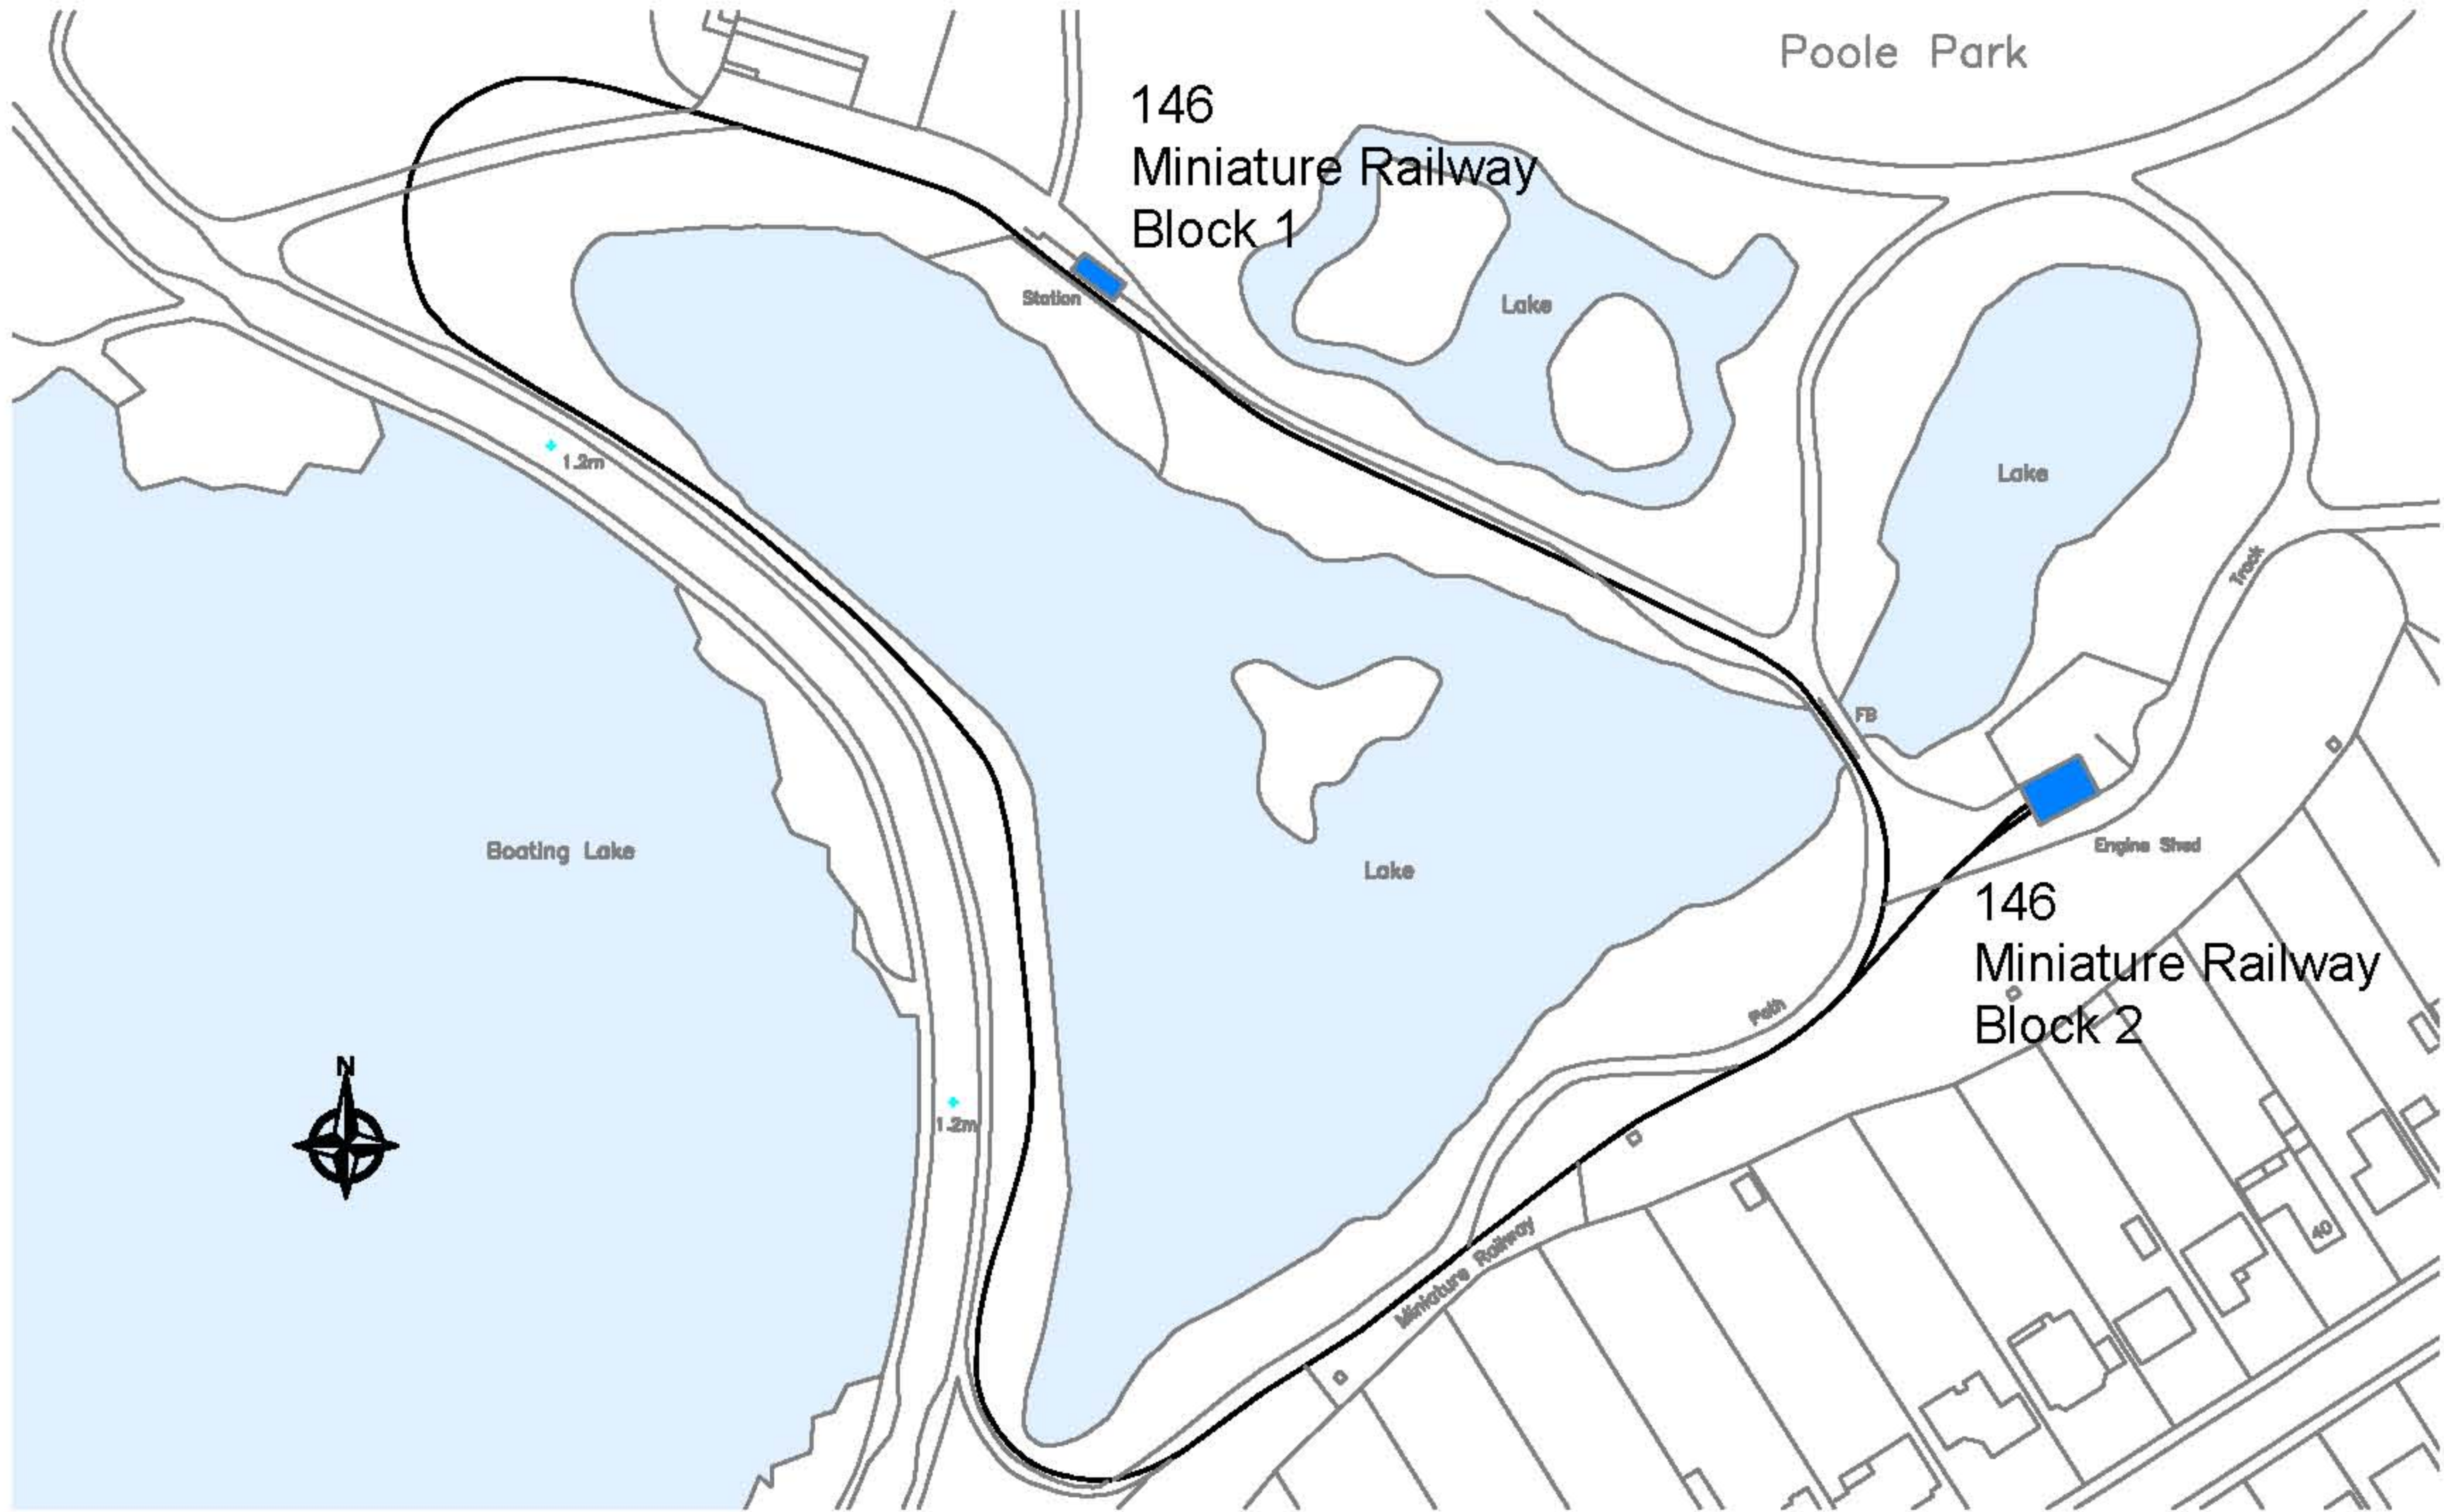 Poole Park
146
Miniature Railway
Block 1
Station
Lake
Lake
1.2m
Track
FB
Boating Lake
Lake
Engine Shed
146
Miniature Railway
Block 2
Path
N
1.2m
Miniature Railway
40